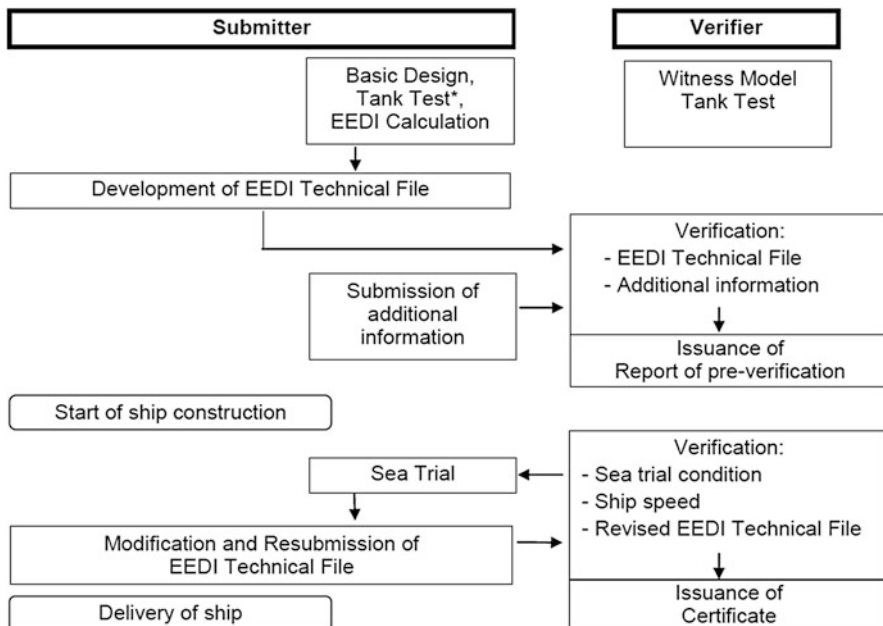 Submitter
Verifier
Basic Design,
Tank Test*,
EEDI Calculation
Witness Model
Tank Test
Development of EEDI Technical File
Verification:
- EEDI Technical File
- Additional information
Submission of
additional
information
Issuance of
Report of pre-verification
Start of ship construction
Verification:
- Sea trial condition
- Ship speed
- Revised EEDI Technical File
Sea Trial
Modification and Resubmission of
EEDI Technical File
Issuance of
Certificate
Delivery of ship